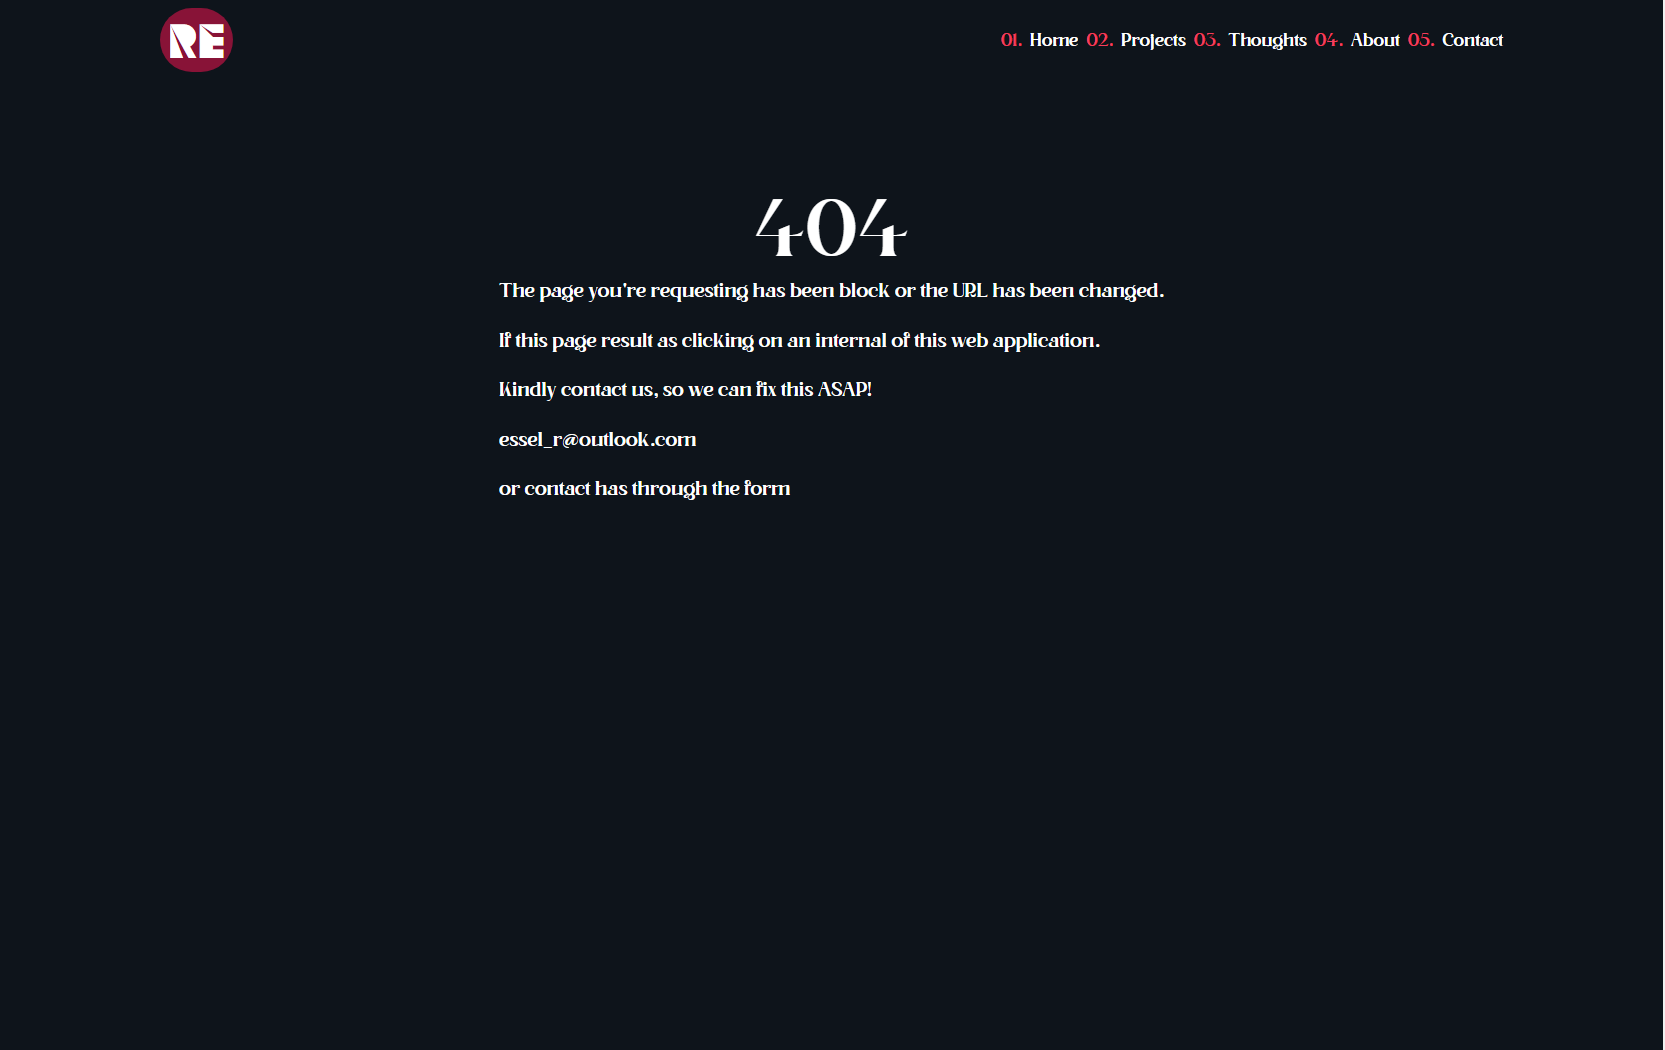 RE
01. Home 02. Projects 03. Thoughts 04. About 05. Contact
404
The page you're requesting has been block or the URL has been changed.
If this page result as clicking on an internal of this web application.
Kindly contact us, so we can fix this ASAP!
essel_r@outlook.com
or contact has through the form